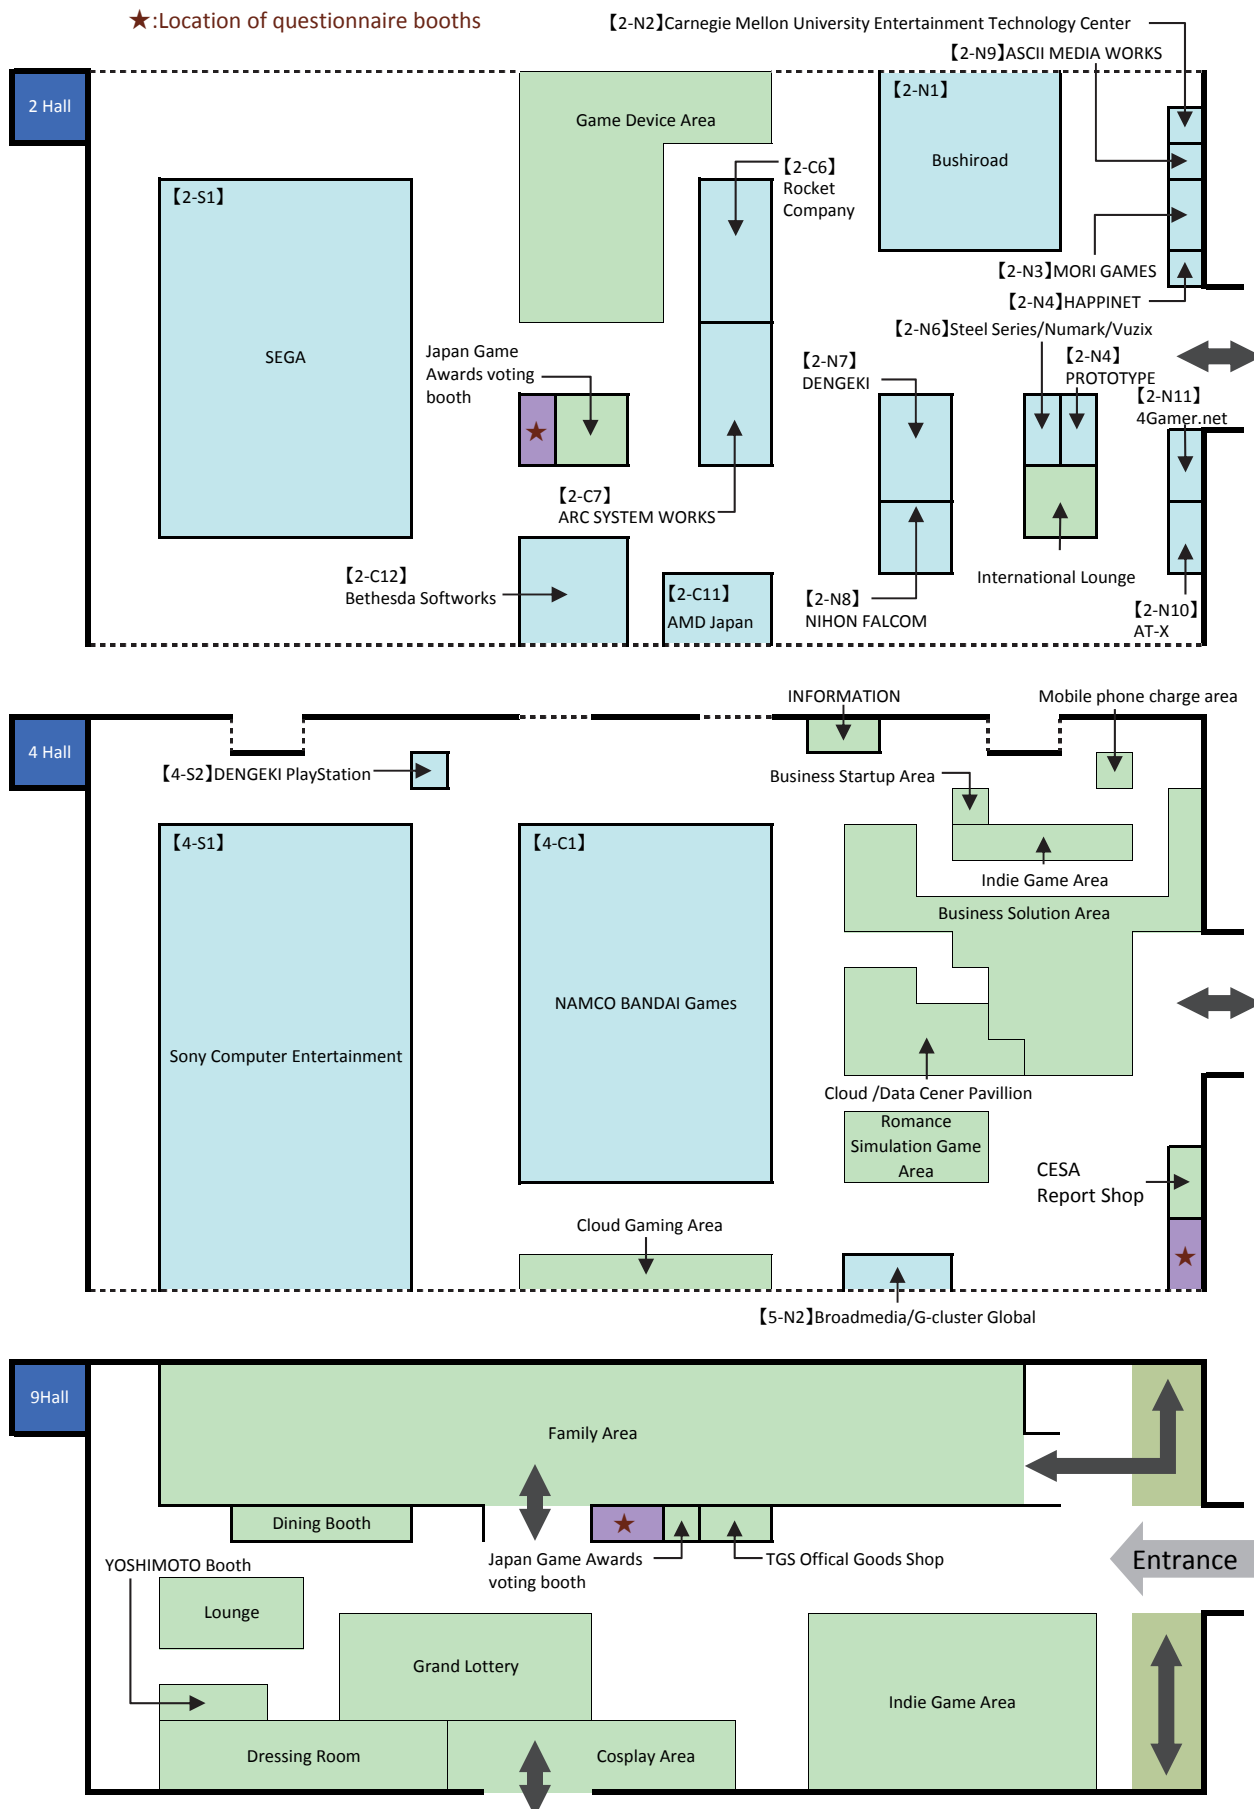 ★:Location of questionnaire booths
【2-N2】Carnegie Mellon University Entertainment Technology Center
【2-N9】ASCII MEDIA WORKS
2 Hall
Game Device Area
【2-N1】
Bushiroad
【2-C6】
Rocket
Company
【2-S1】
SEGA
【2-N3】MORI GAMES
【2-N4】HAPPINET
【2-N6】Steel Series/Numark/Vuzix
Japan Game
Awards voting
booth
【2-N7】
DENGEKI
【2-N4】
PROTOTYPE
【2-N11】
4Gamer.net
★
【2-C7】
ARC SYSTEM WORKS
【2-C12】
Bethesda Softworks
【2-C11】
AMD Japan
【2-N8】
NIHON FALCOM
International Lounge
【2-N10】
AT-X
4 Hall
INFORMATION
Mobile phone charge area
【4-S2】DENGEKI PlayStation
Business Startup Area
【4-S1】
Sony Computer Entertainment
【4-C1】
NAMCO BANDAI Games
Indie Game Area
Business Solution Area
Cloud /Data Cener Pavillion
Romance
Simulation Game
Area
CESA
Report Shop
★
Cloud Gaming Area
【5-N2】Broadmedia/G-cluster Global
9Hall
Family Area
Dining Booth
★
Japan Game Awards
voting booth
TGS Offical Goods Shop
Entrance
YOSHIMOTO Booth
Lounge
Grand Lottery
Indie Game Area
Dressing Room
Cosplay Area